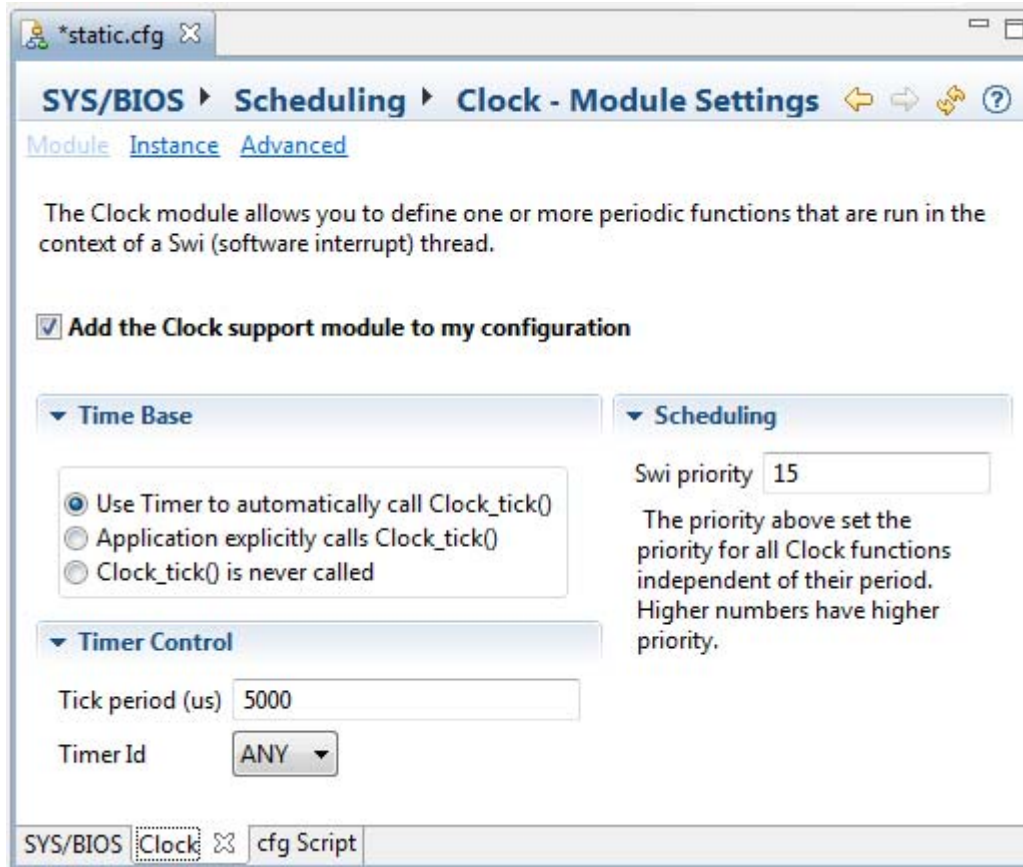 *static.cfg
SYS/BIOS Scheduling Clock - Module Settings
Module Instance Advanced
The Clock module allows you to define one or more periodic functions that are run in the
context of a Swi (software interrupt) thread.
Add the Clock support module to my configuration
Time Base
Use Timer to automatically call Clock_tick()
Application explicitly calls Clock_tick()
Clock_tick() is never called
Timer Control
Tick period (us) 5000
Timer Id ANY
Scheduling
Swi priority 15
The priority above set the
priority for all Clock functions
independent of their period.
Higher numbers have higher
priority.
SYS/BIOS Clock cfg Script